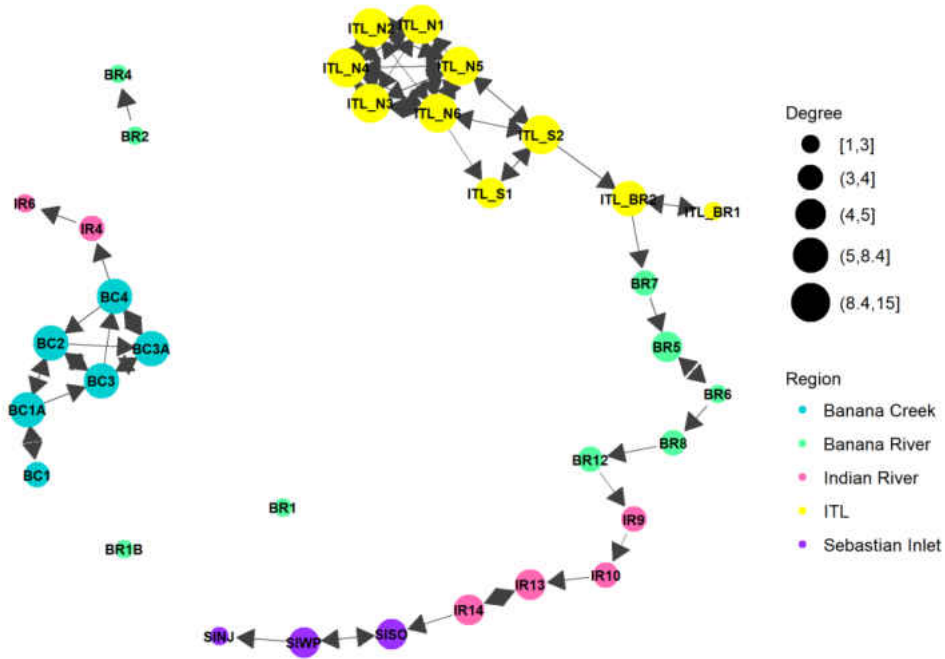 ITL_N2
ITL_N1
ITL_N4
ITL_N5
ITL_N3
ITL_N6
ITL_S2
ITL_S1
ITL_BR2
ITL_BR1
BR4
BR2
IR6
IR4
BC4
BC2
BC3A
BC3
BC1A
BC1
BR7
BR5
BR6
BR8
BR12
BR1
BR1B
IR9
IR10
IR13
IR14
SISO
SIWP
SINJ
Degree
[1,3]
(3,4]
(4,5]
(5,8.4]
(8.4,15]
Region
Banana Creek
Banana River
Indian River
ITL
Sebastian Inlet